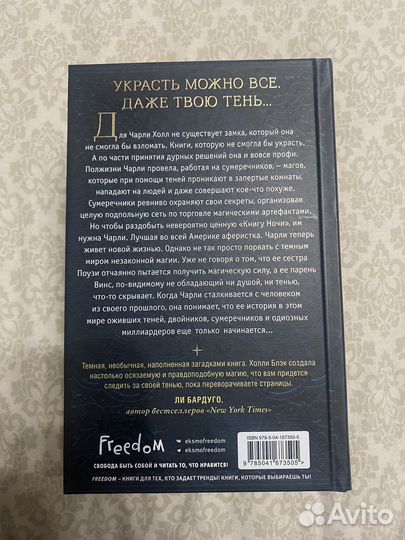 УКРАСТЬ МОЖНО ВСЕ.
ДАЖЕ ТВОЮ ТЕНЬ...
Для Чарли Холл не существует замка, который она
не смогла бы взломать. Книги, которую не смогла бы украсть.
А по части принятия дурных решений она и вовсе профи.
Полжизни Чарли провела, работая на сумеречников, – магов,
которые при помощи теней проникают в запертые комнаты,
нападают на людей и даже совершают кое-что похуже.
Сумеречники ревниво охраняют свои секреты, организовав
целую подпольную сеть по торговле магическими артефактами.
Но чтобы раздобыть невероятно ценную «Книгу Ночи», им
нужна Чарли. Лучшая во всей Америке аферистка. Чарли теперь
живет новой жизнью. Однако не так просто порвать с темным
миром незаконной магии. Уже не говоря о том, что ее сестра
Поузи отчаянно пытается получить магическую силу, а ее парень
Винс, по-видимому не обладающий ни душой, ни тенью,
что-то скрывает. Когда Чарли сталкивается с человеком
из своего прошлого, она понимает, что ее история в этом
мире оживших теней, двойников, сумеречников и одиозных
миллиардеров еще только начинается...
Темная, необычная, наполненная загадками книга. Холли Блэк создала
настолько осязаемую и правдоподобную магию, что вам придется
следить за своей тенью, пока переворачиваете страницы.
ЛИ БАРДУГО,
автор бестселлеров «New York Times»
Freedom
eksmofreedom
eksmofreedom
СВОБОДА БЫТЬ СОБОЙ И ЧИТАТЬ ТО, ЧТО НРАВИТСЯ!
FREEDOM – КНИГИ ДЛЯ ТЕХ, КТО ЗАДАЕТ ТРЕНДЫ! КНИГИ, КОТОРЫЕ ВЫБИРАЕШЬ ТЫ!
ISBN 978-5-04-167350-5
9 785041 673505 >
Avito